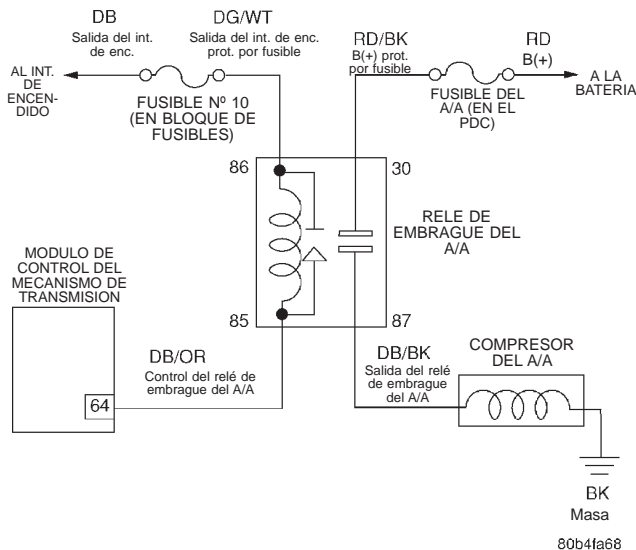 DB
Salida del int.
de enc.
DG/WT
Salida del int. de enc.
prot. por fusible
RD/BK
B(+) prot.
por fusible
RD
B(+)
AL INT.
DE
ENCEN-
DIDO
FUSIBLE Nº 10
(EN BLOQUE DE
FUSIBLES)
FUSIBLE DEL
A/A (EN EL
PDC)
A LA
BATERIA
86
30
RELE DE
EMBRAGUE DEL
A/A
85
87
MODULO DE
CONTROL DEL
MECANISMO DE
TRANSMISION
64
DB/OR
Control del relé de
embrague del A/A
DB/BK
Salida del relé
de embrague
del A/A
COMPRESOR
DEL A/A
BK
Masa
80b4fa68